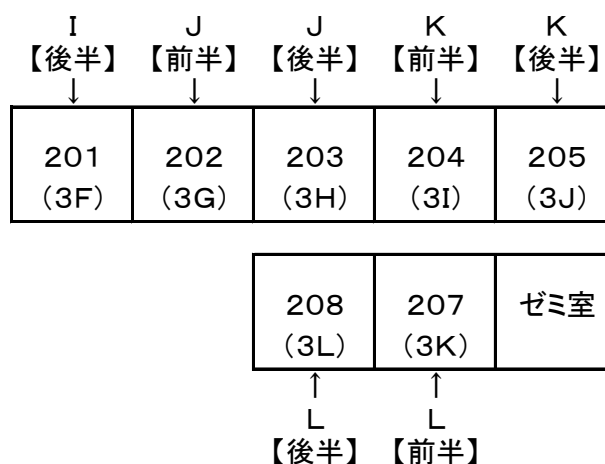 I J J K K
【後半】 【前半】 【後半】 【前半】 【後半】
↓ ↓ ↓ ↓ ↓
201 202 203 204 205
(3F) (3G) (3H) (3I) (3J)
208 207 ゼミ室
(3L) (3K)
↑ ↑
L L
【後半】 【前半】